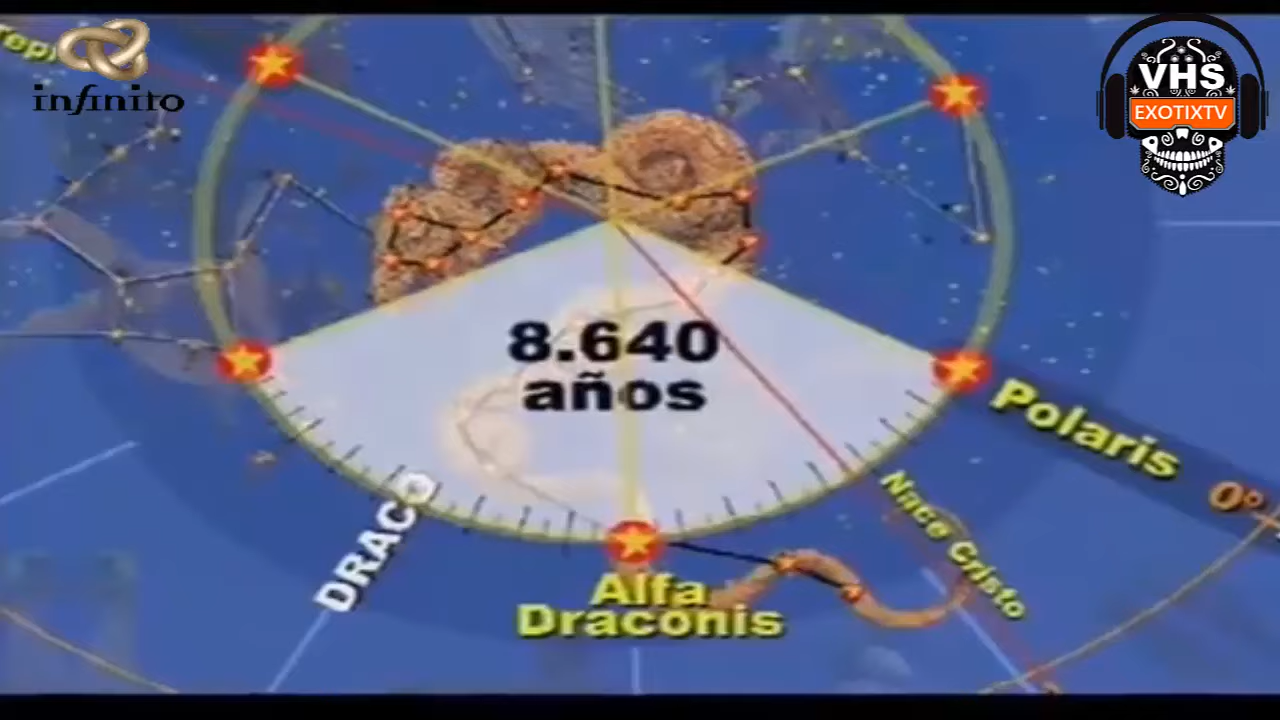 infinito
VHS
EXOTIXTV
8.640
años
Polaris
0°
Nace Cristo
DRACO
Alfa
Draconis